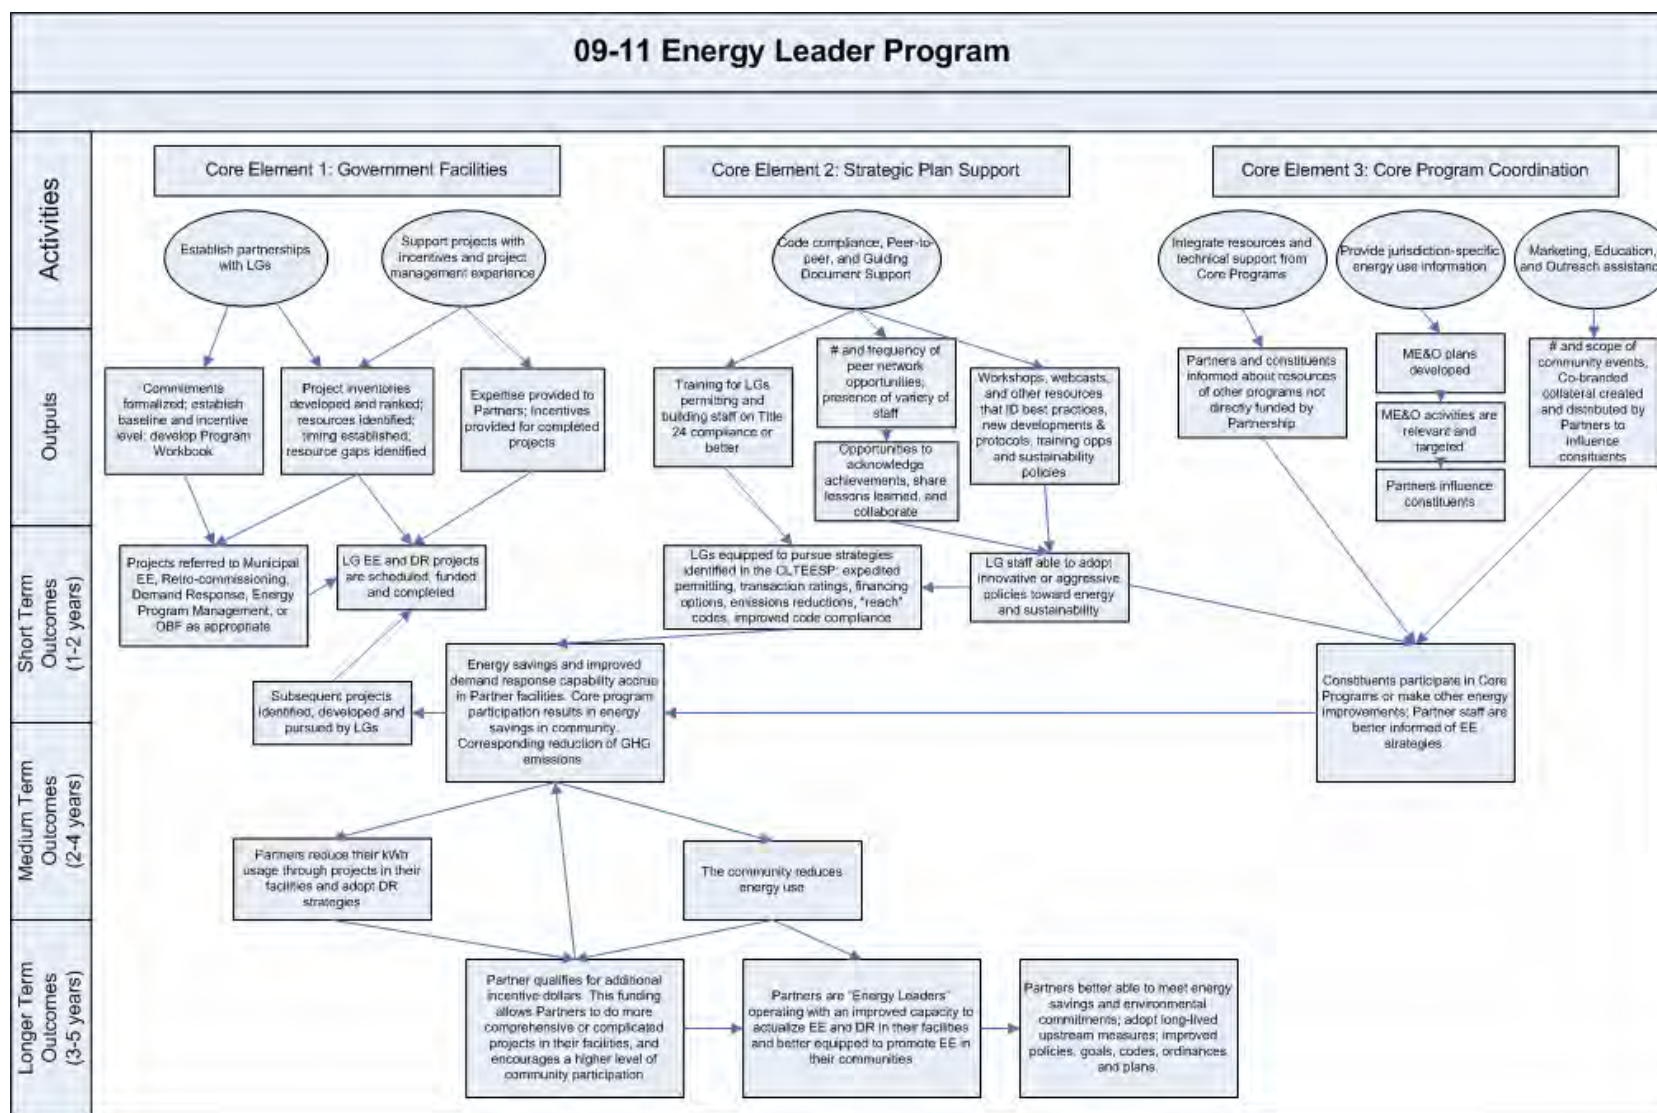 09-11 Energy Leader Program
Activities
Core Element 1: Government Facilities
Core Element 2: Strategic Plan Support
Core Element 3: Core Program Coordination
Establish partnerships
with LGs
Support projects with
incentives and project
management experience
Code compliance, Peer-to-
peer, and Guiding
Document Support
Integrate resources and
technical support from
Core Programs
Provide jurisdiction-specific
energy use information
Marketing, Education,
and Outreach assistanc
Outputs
Commitments
formalized; establish
baseline and incentive
level; develop Program
Workbook
Project inventories
developed and ranked;
resources identified;
timing established;
resource gaps identified
Expertise provided to
Partners; Incentives
provided for completed
projects
Training for LGs
permitting and
building staff on Title
24 compliance or
better
# and frequency of
peer network
opportunities;
presence of variety of
staff
Opportunities to
acknowledge
achievements, share
lessons learned, and
collaborate
Workshops, webcasts,
and other resources
that ID best practices,
new developments &
protocols, training opps
and sustainability
policies
Partners and constituents
informed about resources
of other programs not
directly funded by
Partnership
ME&O plans
developed
ME&O activities are
relevant and
targeted
Partners influence
constituents
# and scope of
community events,
Co-branded
collateral created
and distributed by
Partners to
influence
constituents
Short Term
Outcomes
(1-2 years)
Projects referred to Municipal
EE, Retro-commissioning,
Demand Response, Energy
Program Management, or
OBF as appropriate
LG EE and DR projects
are scheduled, funded
and completed
LGs equipped to pursue strategies
identified in the CLTEESP: expedited
permitting, transaction ratings, financing
options, emissions reductions, "reach"
codes, improved code compliance
LG staff able to adopt
innovative or aggressive
policies toward energy
and sustainability
Subsequent projects
identified, developed and
pursued by LGs
Energy savings and improved
demand response capability accrue
in Partner facilities. Core program
participation results in energy
savings in community.
Corresponding reduction of GHG
emissions
Constituents participate in Core
Programs or make other energy
improvements; Partner staff are
better informed of EE
strategies
Medium Term
Outcomes
(2-4 years)
Partners reduce their kWh
usage through projects in their
facilities and adopt DR
strategies
The community reduces
energy use
Longer Term
Outcomes
(3-5 years)
Partner qualifies for additional
incentive dollars. This funding
allows Partners to do more
comprehensive or complicated
projects in their facilities, and
encourages a higher level of
community participation
Partners are "Energy Leaders"
operating with an improved capacity to
actualize EE and DR in their facilities
and better equipped to promote EE in
their communities
Partners better able to meet energy
savings and environmental
commitments; adopt long-lived
upstream measures; improved
policies, goals, codes, ordinances
and plans.